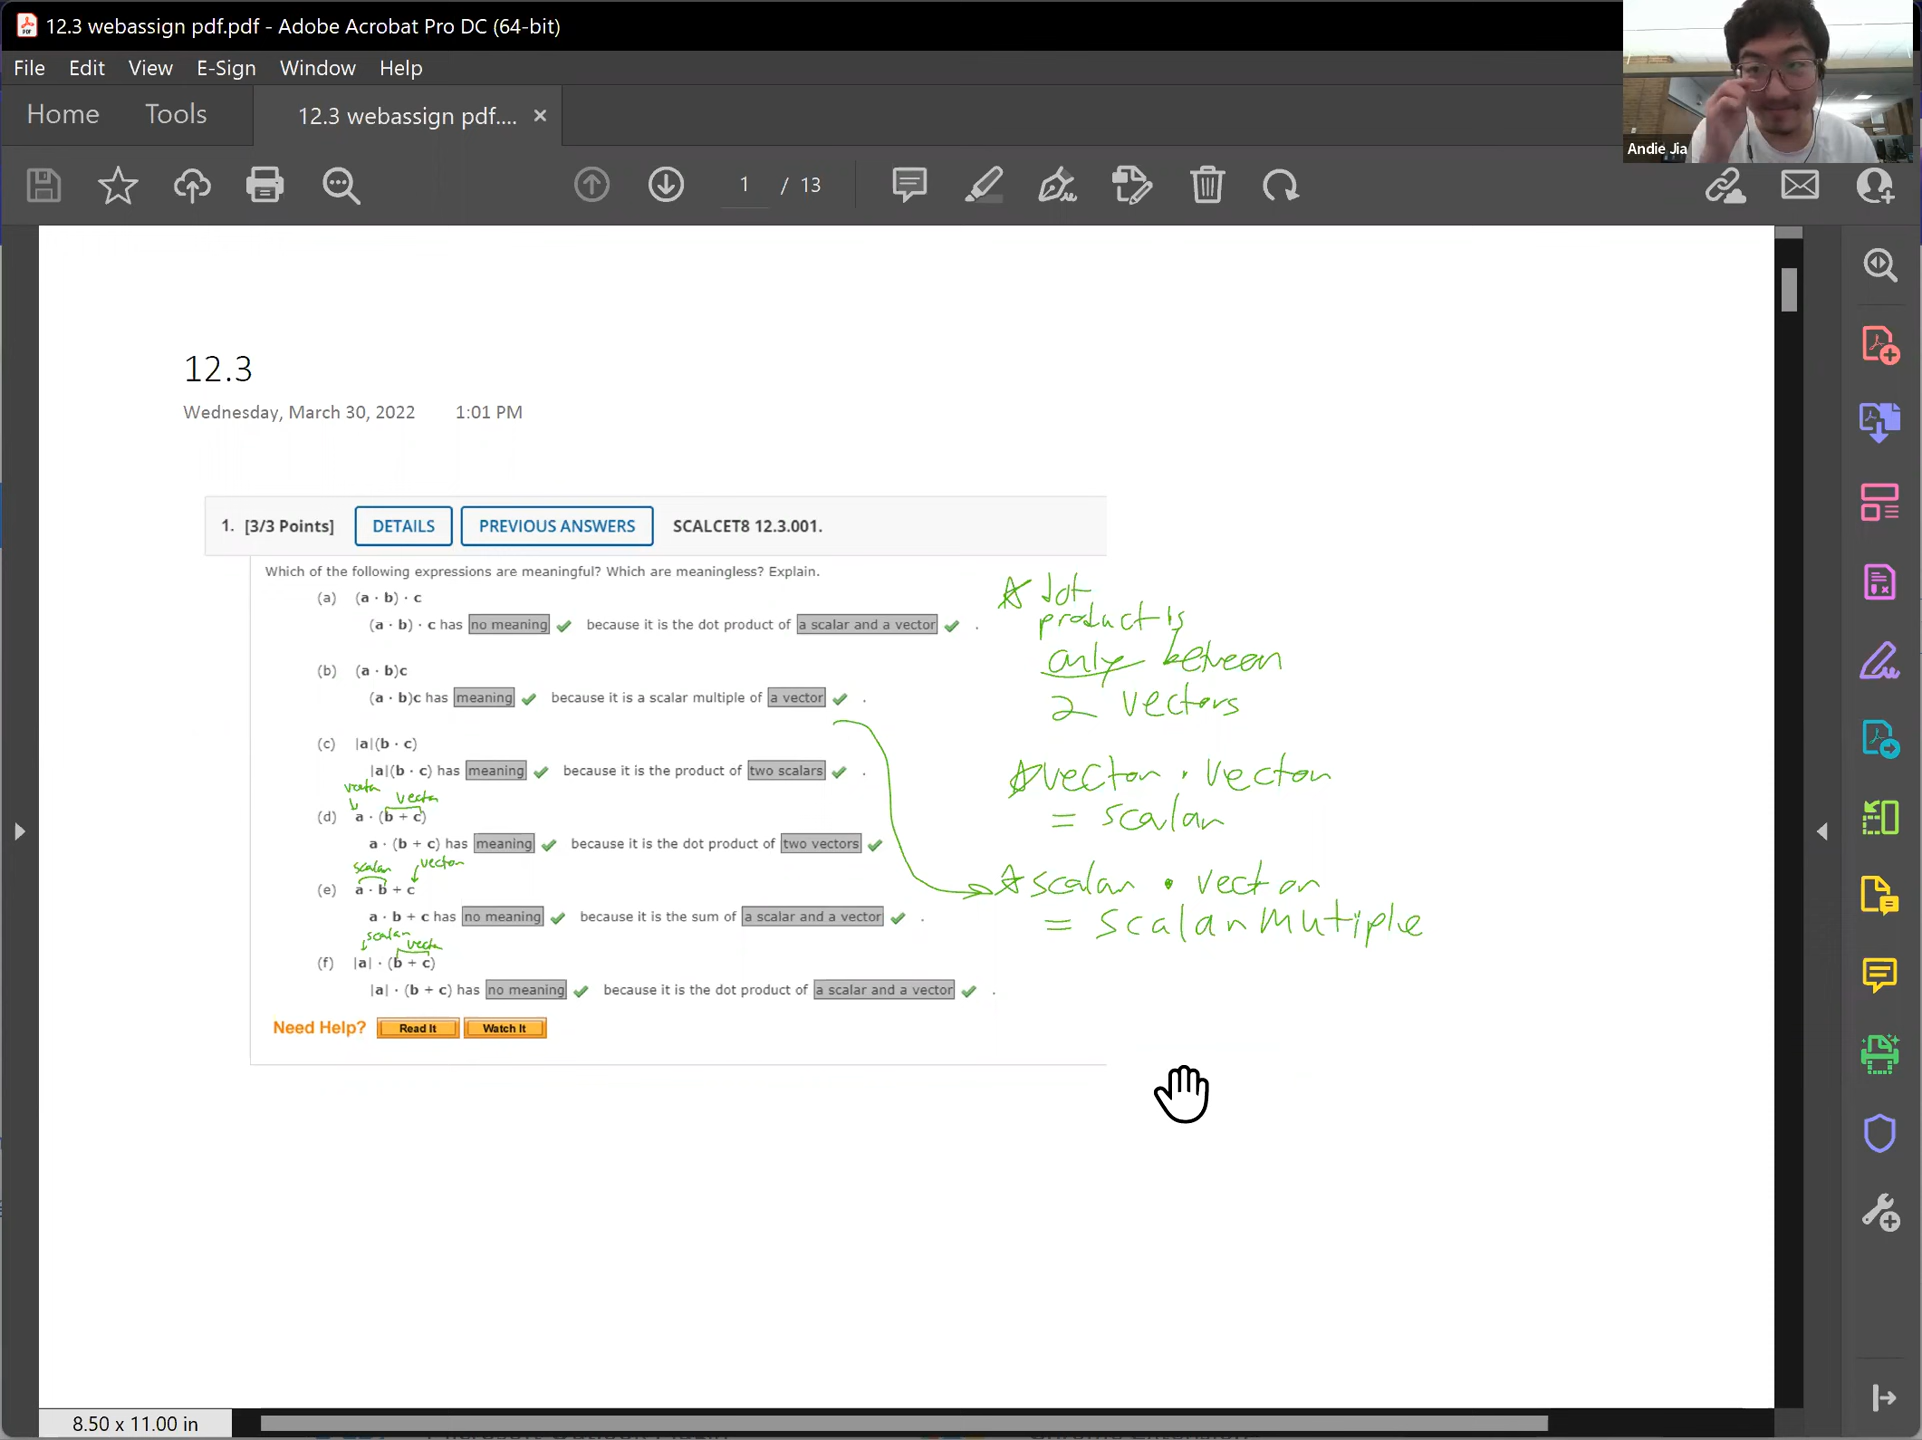 12.3 webassign pdf.pdf - Adobe Acrobat Pro DC (64-bit)
File Edit View E-Sign Window Help
Home Tools 12.3 webassign pdf.... ×
1 / 13
Andie Jia
12.3
Wednesday, March 30, 2022 1:01 PM
1. [3/3 Points] DETAILS PREVIOUS ANSWERS SCALCET8 12.3.001.
Which of the following expressions are meaningful? Which are meaningless? Explain.
(a) (a · b) · c
(a · b) · c has no meaning because it is the dot product of a scalar and a vector .
(b) (a · b)c
(a · b)c has meaning because it is a scalar multiple of a vector .
(c) |a|(b · c)
|a|(b · c) has meaning because it is the product of two scalars .
vector vector
(d) a · (b + c)
a · (b + c) has meaning because it is the dot product of two vectors
scalar vector
(e) a · b + c
a · b + c has no meaning because it is the sum of a scalar and a vector .
scalar vector
(f) |a| · (b + c)
|a| · (b + c) has no meaning because it is the dot product of a scalar and a vector .
Need Help? Read It Watch It
dot
product is
only between
2 vectors
vector · vector
= scalar
scalar · vector
= scalar Mutiple
8.50 x 11.00 in